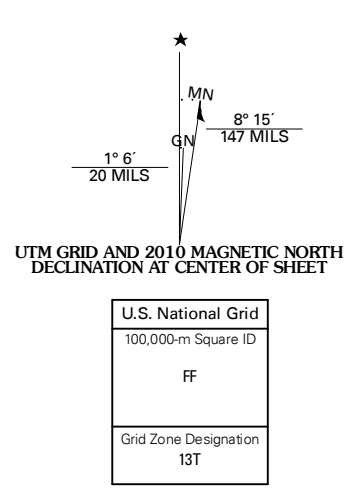 ★
MN
8° 15´
147 MILS
GN
1° 6´
20 MILS
UTM GRID AND 2010 MAGNETIC NORTH
DECLINATION AT CENTER OF SHEET
U.S. National Grid
100,000-m Square ID
FF
Grid Zone Designation
13T